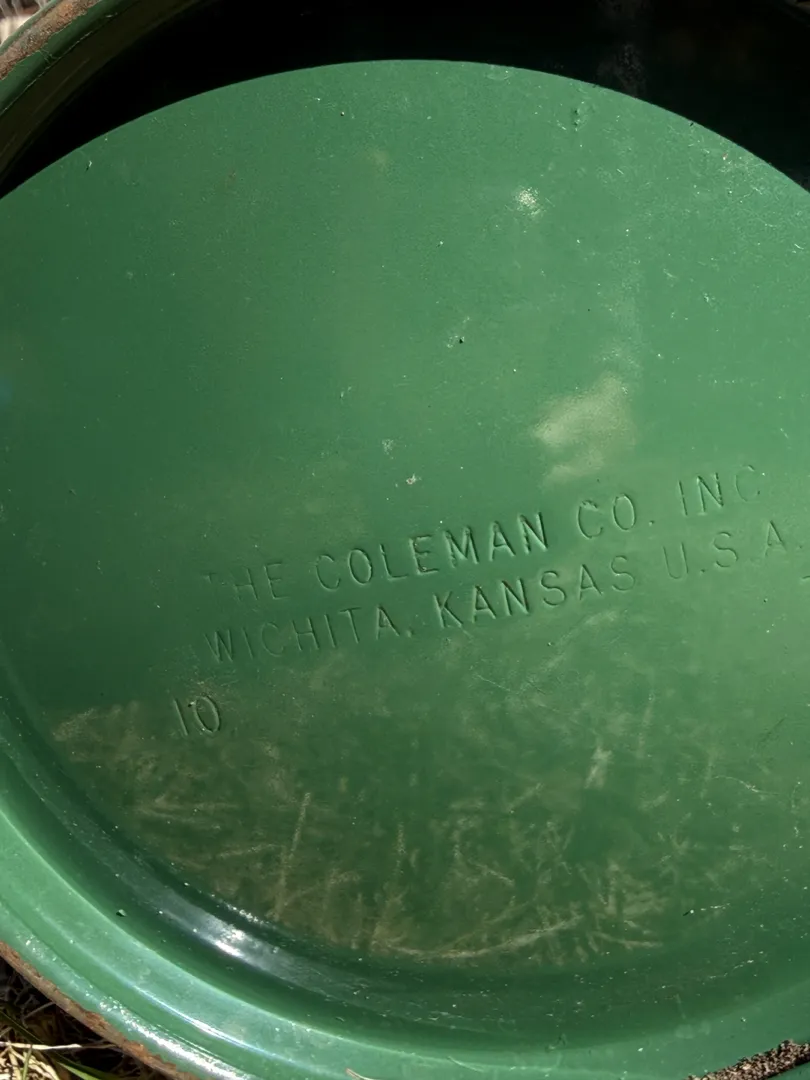 THE COLEMAN CO. INC
WICHITA, KANSAS U.S.A.
10